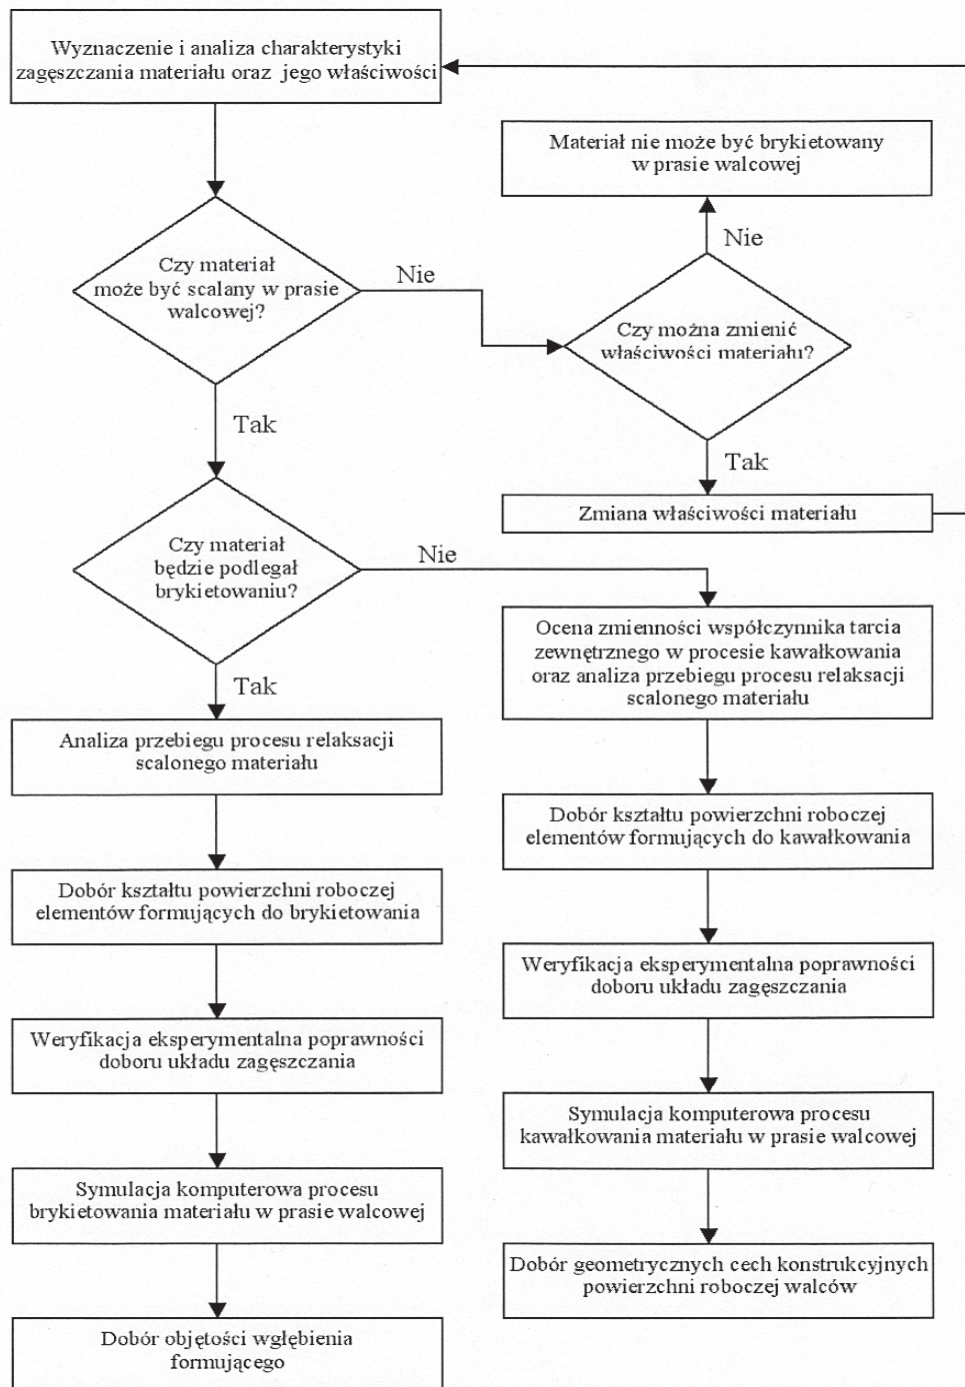 Wyznaczenie i analiza charakterystyki
zagęszczania materiału oraz jego właściwości
Materiał nie może być brykietowany
w prasie walcowej
Nie
Czy materiał
może być scalany w prasie
walcowej?
Nie
Czy można zmienić
właściwości materiału?
Tak
Tak
Zmiana właściwości materiału
Czy materiał
będzie podlegał
brykietowaniu?
Nie
Ocena zmienności współczynnika tarcia
zewnętrznego w procesie kawałkowania
oraz analiza przebiegu procesu relaksacji
scalonego materiału
Tak
Analiza przebiegu procesu relaksacji
scalonego materiału
Dobór kształtu powierzchni roboczej
elementów formujących do kawałkowania
Dobór kształtu powierzchni roboczej
elementów formujących do brykietowania
Weryfikacja eksperymentalna poprawności
doboru układu zagęszczania
Weryfikacja eksperymentalna poprawności
doboru układu zagęszczania
Symulacja komputerowa procesu
kawałkowania materiału w prasie walcowej
Symulacja komputerowa procesu
brykietowania materiału w prasie walcowej
Dobór geometrycznych cech konstrukcyjnych
powierzchni roboczej walców
Dobór objętości wgłębienia
formującego